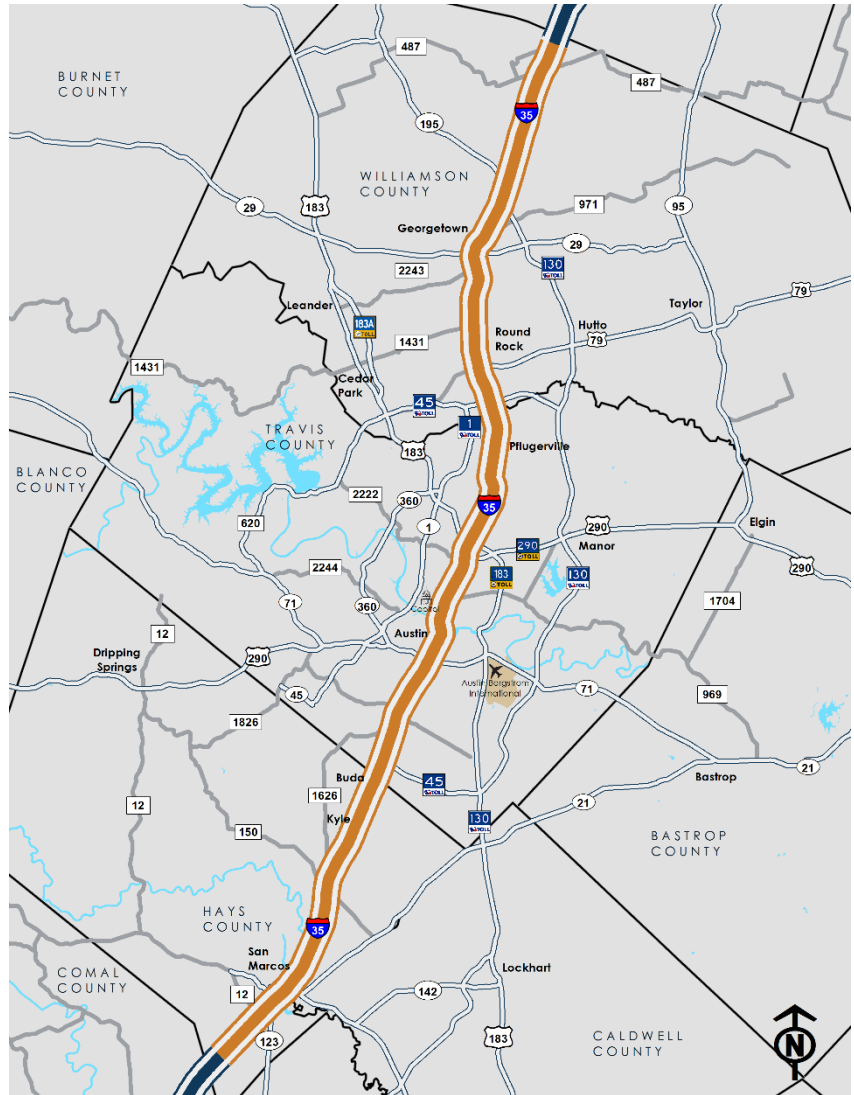 487
BURNET
COUNTY
487
35
195
WILLIAMSON
COUNTY
971
183
29
95
Georgetown
29
2243
130
TOLL
79
Leander
Taylor
183A
TOLL
Hutto
Round
Rock
1431
79
1431
Cedar
Park
45
TOLL
1
TOLL
TRAVIS
COUNTY
183
Pflugerville
BLANCO
COUNTY
2222
360
35
620
1
290
Elgin
290
TOLL
Manor
2244
290
183
TOLL
130
TOLL
71
360
Capitol
1704
12
Austin
Dripping
Springs
290
Austin Bergstrom
International
71
45
969
1826
21
Buda
45
TOLL
Bastrop
1626
12
21
Kyle
130
TOLL
150
BASTROP
COUNTY
HAYS
COUNTY
35
San
Marcos
Lockhart
COMAL
COUNTY
12
142
123
183
CALDWELL
COUNTY
N